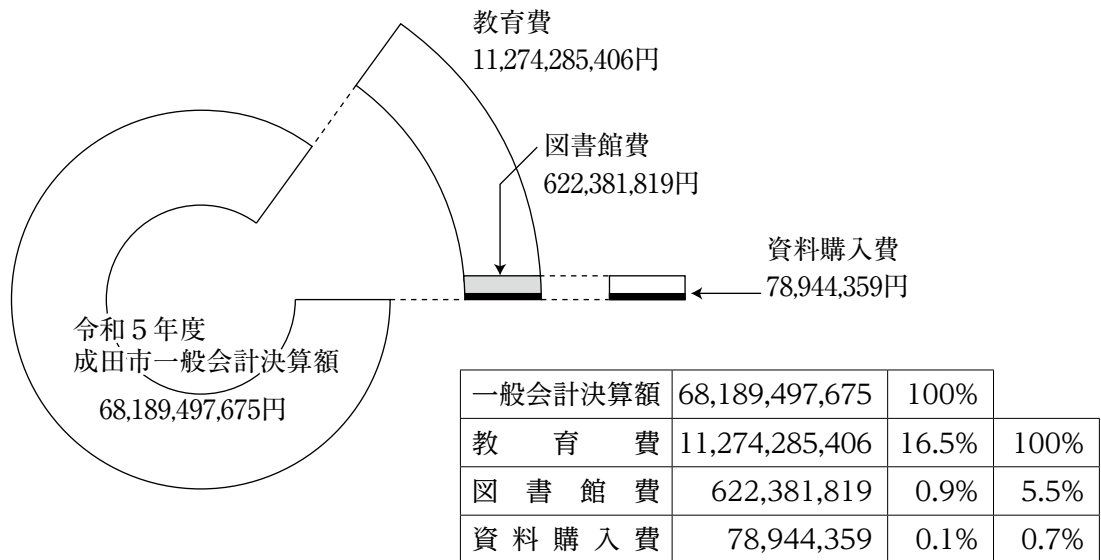 教育費
11,274,285,406円
図書館費
622,381,819円
資料購入費
78,944,359円
令和5年度
成田市一般会計決算額
68,189,497,675円
一般会計決算額 68,189,497,675 100%
教育費 11,274,285,406 16.5% 100%
図書館費 622,381,819 0.9% 5.5%
資料購入費 78,944,359 0.1% 0.7%